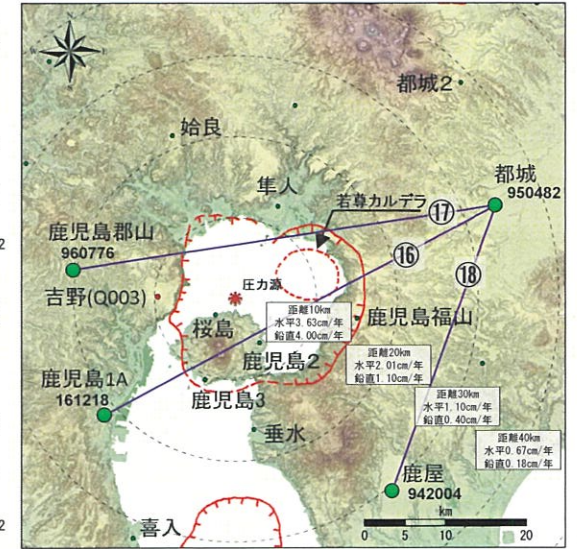 N
W
E
S
都城2
姶良
都城
950482
隼人
若尊カルデラ
⑰
鹿児島郡山
960776
⑯
⑱
吉野(Q003)
圧力源
距離10km
水平3.63cm/年
鉛直4.00cm/年
鹿児島福山
桜島
鹿児島2
距離20km
水平2.01cm/年
鉛直1.10cm/年
鹿児島1A
161218
鹿児島3
距離30km
水平1.10cm/年
鉛直0.40cm/年
垂水
距離40km
水平0.67cm/年
鉛直0.18cm/年
鹿屋
942004
km
喜入
0 5 10 20
2
2